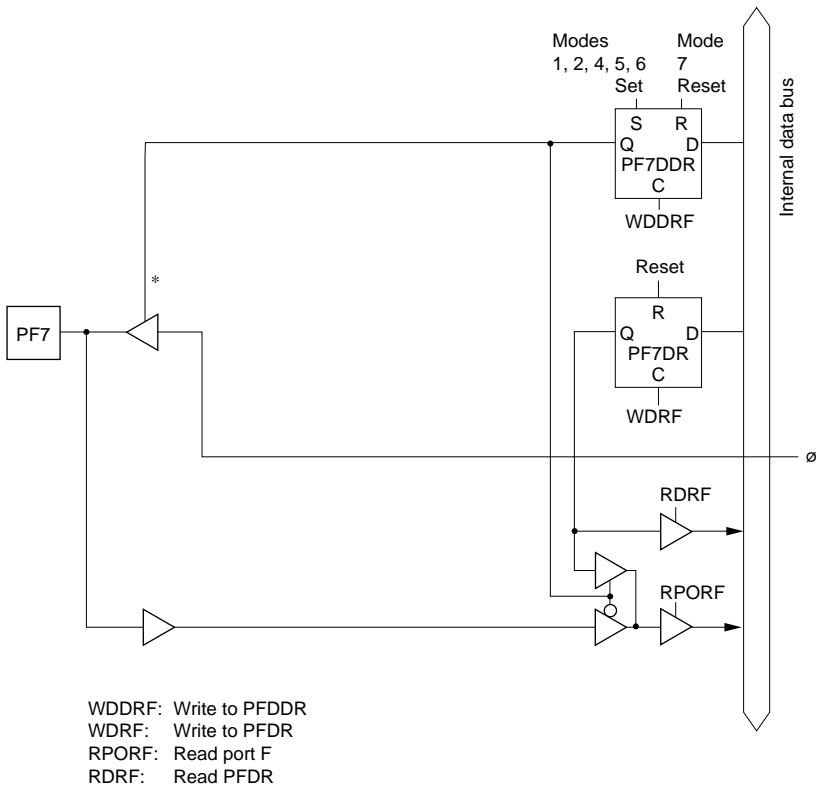 Modes Mode
1, 2, 4, 5, 6 7
Set Reset
S R
Q D
PF7DDR
C
WDDRF
Internal data bus
*
Reset
PF7
R
Q D
PF7DR
C
WDRF
ø
RDRF
RPORF
WDDRF: Write to PFDDR
WDRF: Write to PFDR
RPORF: Read port F
RDRF: Read PFDR